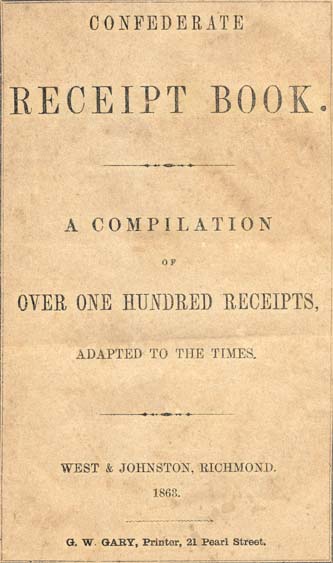 CONFEDERATE
RECEIPT BOOK.
A COMPILATION
OF
OVER ONE HUNDRED RECEIPTS,
ADAPTED TO THE TIMES.
WEST & JOHNSTON, RICHMOND.
1863.
G. W. GARY, Printer, 21 Pearl Street.